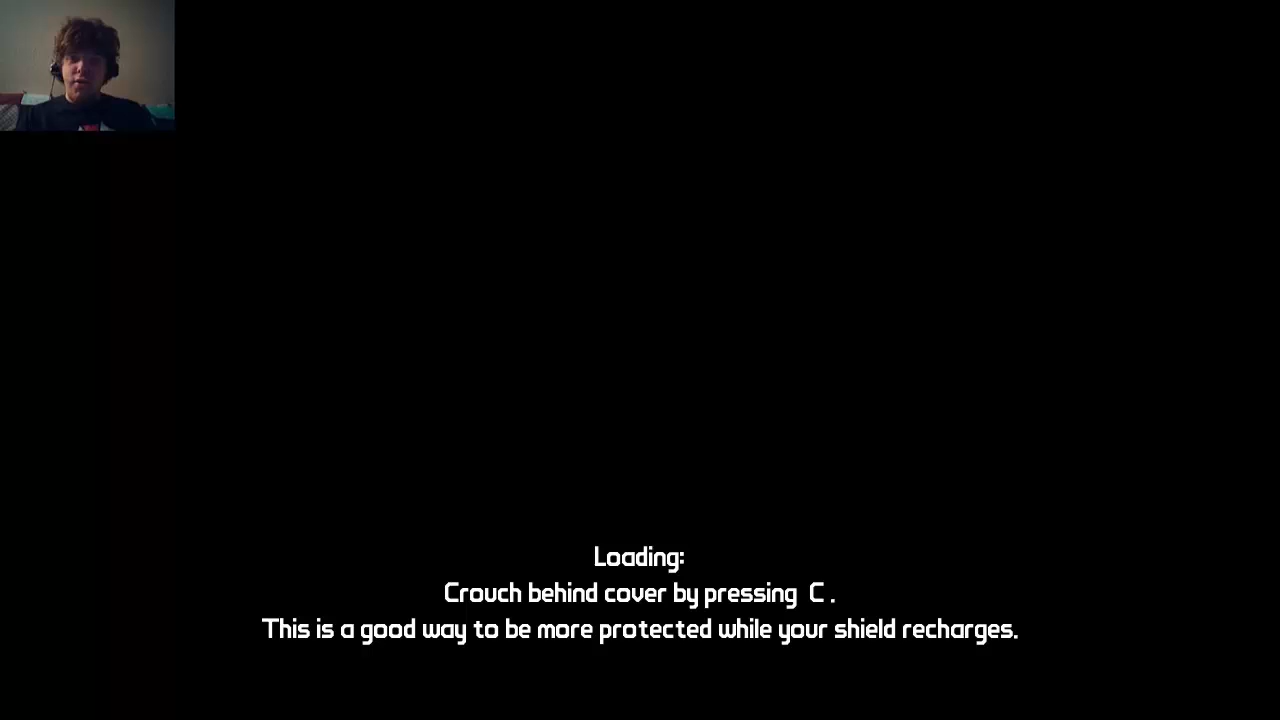 Loading:
Crouch behind cover by pressing C .
This is a good way to be more protected while your shield recharges.